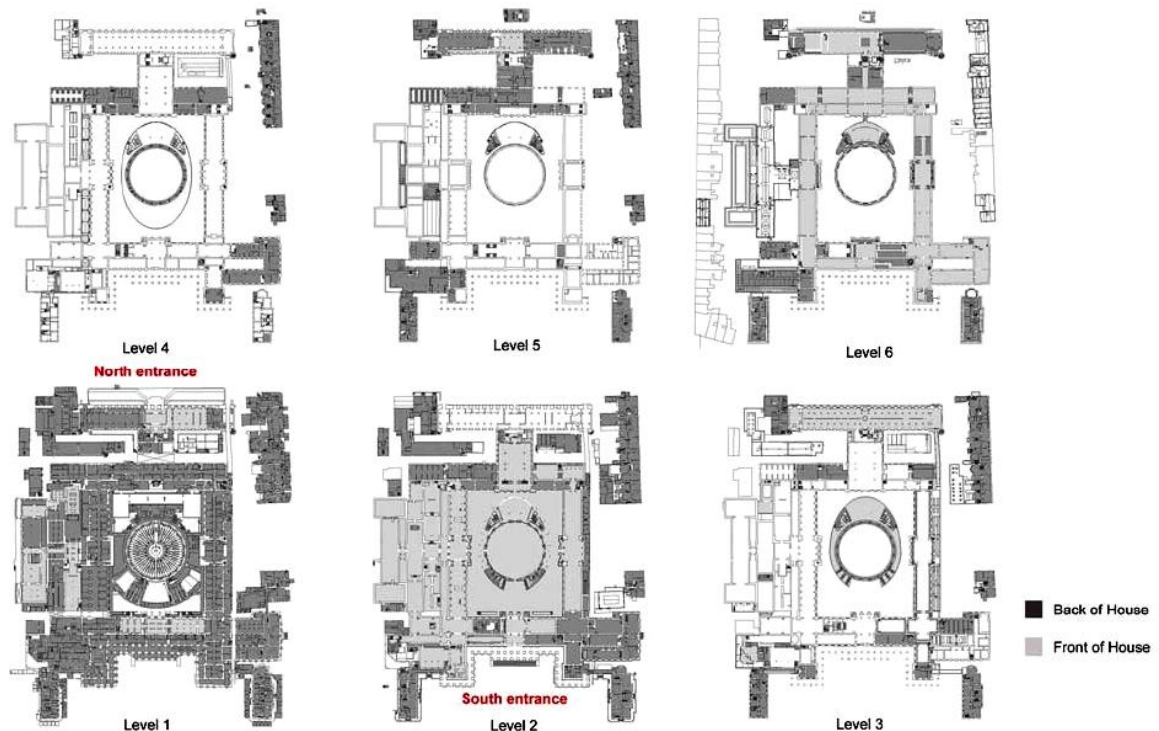 Level 4
Level 5
Level 6
North entrance
Back of House
Front of House
South entrance
Level 1
Level 2
Level 3